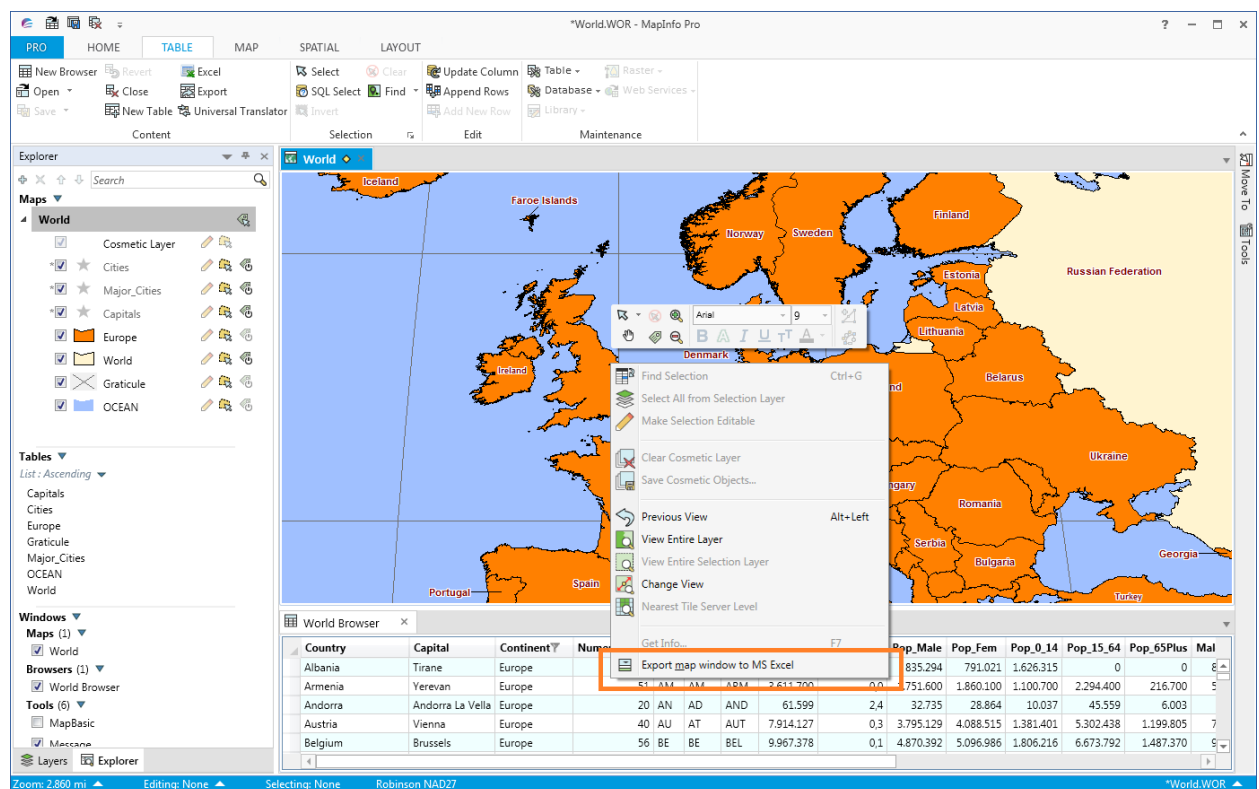 *World.WOR - MapInfo Pro
PRO HOME TABLE MAP SPATIAL LAYOUT
New Browser Revert Excel Select Clear Update Column Table Raster
Open Close Export SQL Select Find Append Rows Database Web Services
Save New Table Universal Translator Invert Add New Row Library
Content Selection Edit Maintenance
Explorer
Search
Maps
World
Cosmetic Layer
*Cities
*Major_Cities
*Capitals
Europe
World
Graticule
OCEAN
Tables
List : Ascending
Capitals
Cities
Europe
Graticule
Major_Cities
OCEAN
World
Windows
Maps (1)
World
Browsers (1)
World Browser
Tools (6)
MapBasic
Message
Layers Explorer
World
Iceland
Faroe Islands
Norway
Sweden
Finland
Russian Federation
Estonia
Latvia
Lithuania
Denmark
Ireland
Belarus
nd
Ukraine
ngary
Romania
Serbia
Bulgaria
Georgia
Portugal
Spain
Turkey
Arial 9
B A I U TT A
Find Selection Ctrl+G
Select All from Selection Layer
Make Selection Editable
Clear Cosmetic Layer
Save Cosmetic Objects...
Previous View Alt+Left
View Entire Layer
View Entire Selection Layer
Change View
Nearest Tile Server Level
Get Info... F7
Export map window to MS Excel
Move To
Tools
World Browser
Country Capital Continent Pop_Male Pop_Fem Pop_0_14 Pop_15_64 Pop_65Plus Mal
Albania Tirane Europe 835.294 791.021 1.626.315 0 0
Armenia Yerevan Europe 51 AM AM ARM 3.611.700 0,0 1.751.600 1.860.100 1.100.700 2.294.400 216.700
Andorra Andorra La Vella Europe 20 AN AD AND 61.599 2,4 32.735 28.864 10.037 45.559 6.003
Austria Vienna Europe 40 AU AT AUT 7.914.127 0,3 3.795.129 4.088.515 1.381.401 5.302.438 1.199.805
Belgium Brussels Europe 56 BE BE BEL 9.967.378 0,1 4.870.392 5.096.986 1.806.216 6.673.792 1.487.370
Zoom: 2.860 mi Editing: None Selecting: None Robinson NAD27 *World.WOR